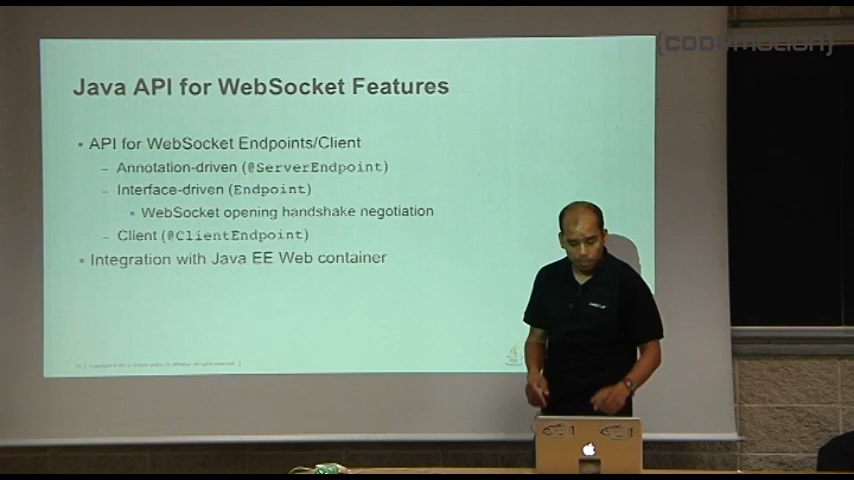 {CODEMOTION}
Java API for WebSocket Features
• API for WebSocket Endpoints/Client
– Annotation-driven (@ServerEndpoint)
– Interface-driven (Endpoint)
• WebSocket opening handshake negotiation
– Client (@ClientEndpoint)
• Integration with Java EE Web container